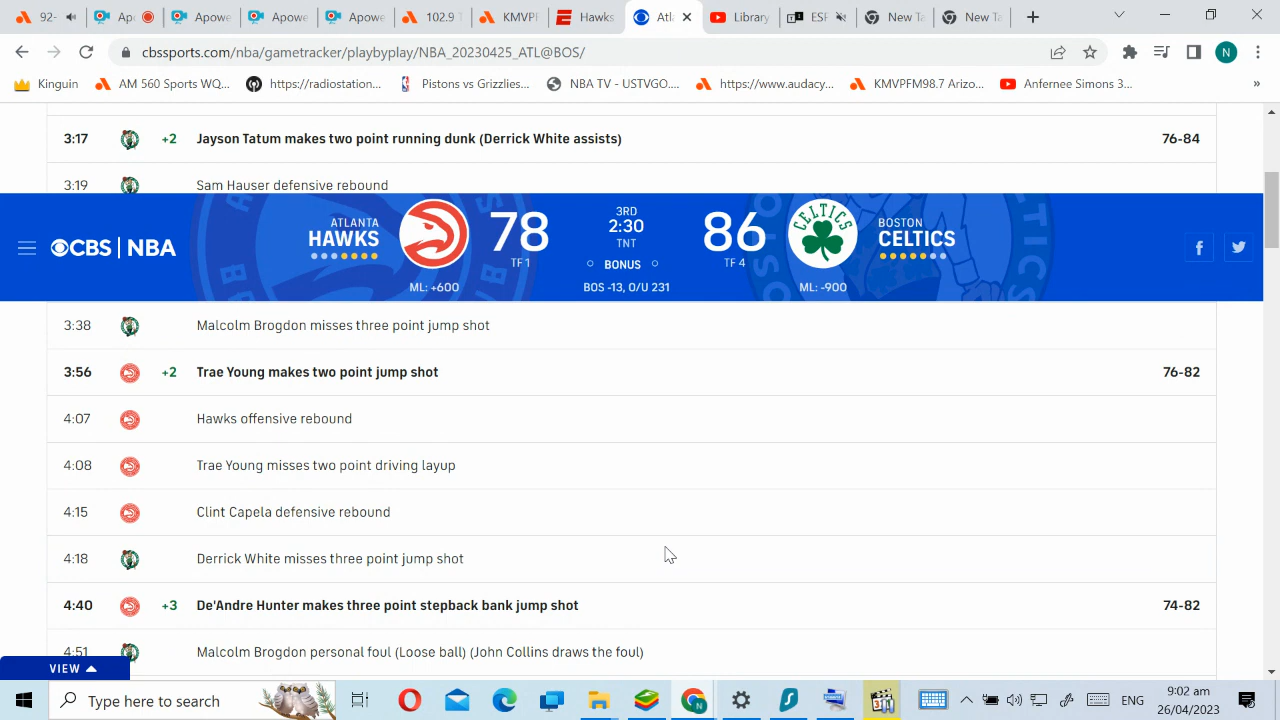 92-
Apo
Apowe
Apowe
Apowe
102.9 T
KMVPF
Hawks
Atl
Library
ESF
New Ta
New Ta
cbssports.com/nba/gametracker/playbyplay/NBA_20230425_ATL@BOS/
N
Kinguin
AM 560 Sports WQ...
https://radiostation...
Pistons vs Grizzlies...
NBA TV - USTVGO....
https://www.audacy...
KMVPFM98.7 Arizo...
Anfernee Simons 3...
»
3:17 +2 Jayson Tatum makes two point running dunk (Derrick White assists) 76-84
3:19 Sam Hauser defensive rebound
CBS | NBA
ATLANTA
HAWKS
ML: +600
78
TF 1
3RD
2:30
TNT
BONUS
BOS -13, O/U 231
86
TF 4
CELTICS
ML: -900
BOSTON
CELTICS
3:38 Malcolm Brogdon misses three point jump shot
3:56 +2 Trae Young makes two point jump shot 76-82
4:07 Hawks offensive rebound
4:08 Trae Young misses two point driving layup
4:15 Clint Capela defensive rebound
4:18 Derrick White misses three point jump shot
4:40 +3 De'Andre Hunter makes three point stepback bank jump shot 74-82
4:51 Malcolm Brogdon personal foul (Loose ball) (John Collins draws the foul)
VIEW
Type here to search
ENG
9:02 am
26/04/2023